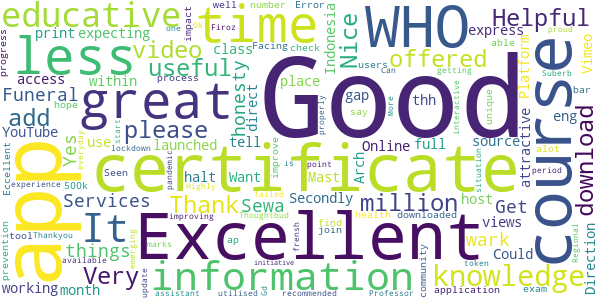 educative
time
WHO
Helpful
print
expecting
Nice
express
Error
well
impact
number
one
Firoz
Facing
check
able
proud
less
video
class
Indonesia
Platform
Vimeo
progress
access
useful
offered
within
process
users
Can
getting
Suberb
Funeral
great
Good
course
honesty
direct
place
gap
thh
interactive
unique
More
say
bar
add
please
YouTube
Yes
use
launched
tell
Online
full
eng
source
attractive
hope
everyday
properly
app
start
lockdown
halt
Seen
Want
Mast
Arch
improve
is
point
Secondly
host
download
Direction
alot
period
Eccellent
experience
500k
certificate
Services
Thank
Sewa
million
Get
views
It
Highly
pandemic
failed
find
join
downloaded
health
situation
Could
wark
tool
Thankyou
things
improving
Excellent
Thoughtbud
frensh
community
token
exam
Very
marks
ap
knowledge
prevention
available
working
month
update
emerging
information
initiative
assistant
utilised
Gd
recommended
Professor
application
Regional